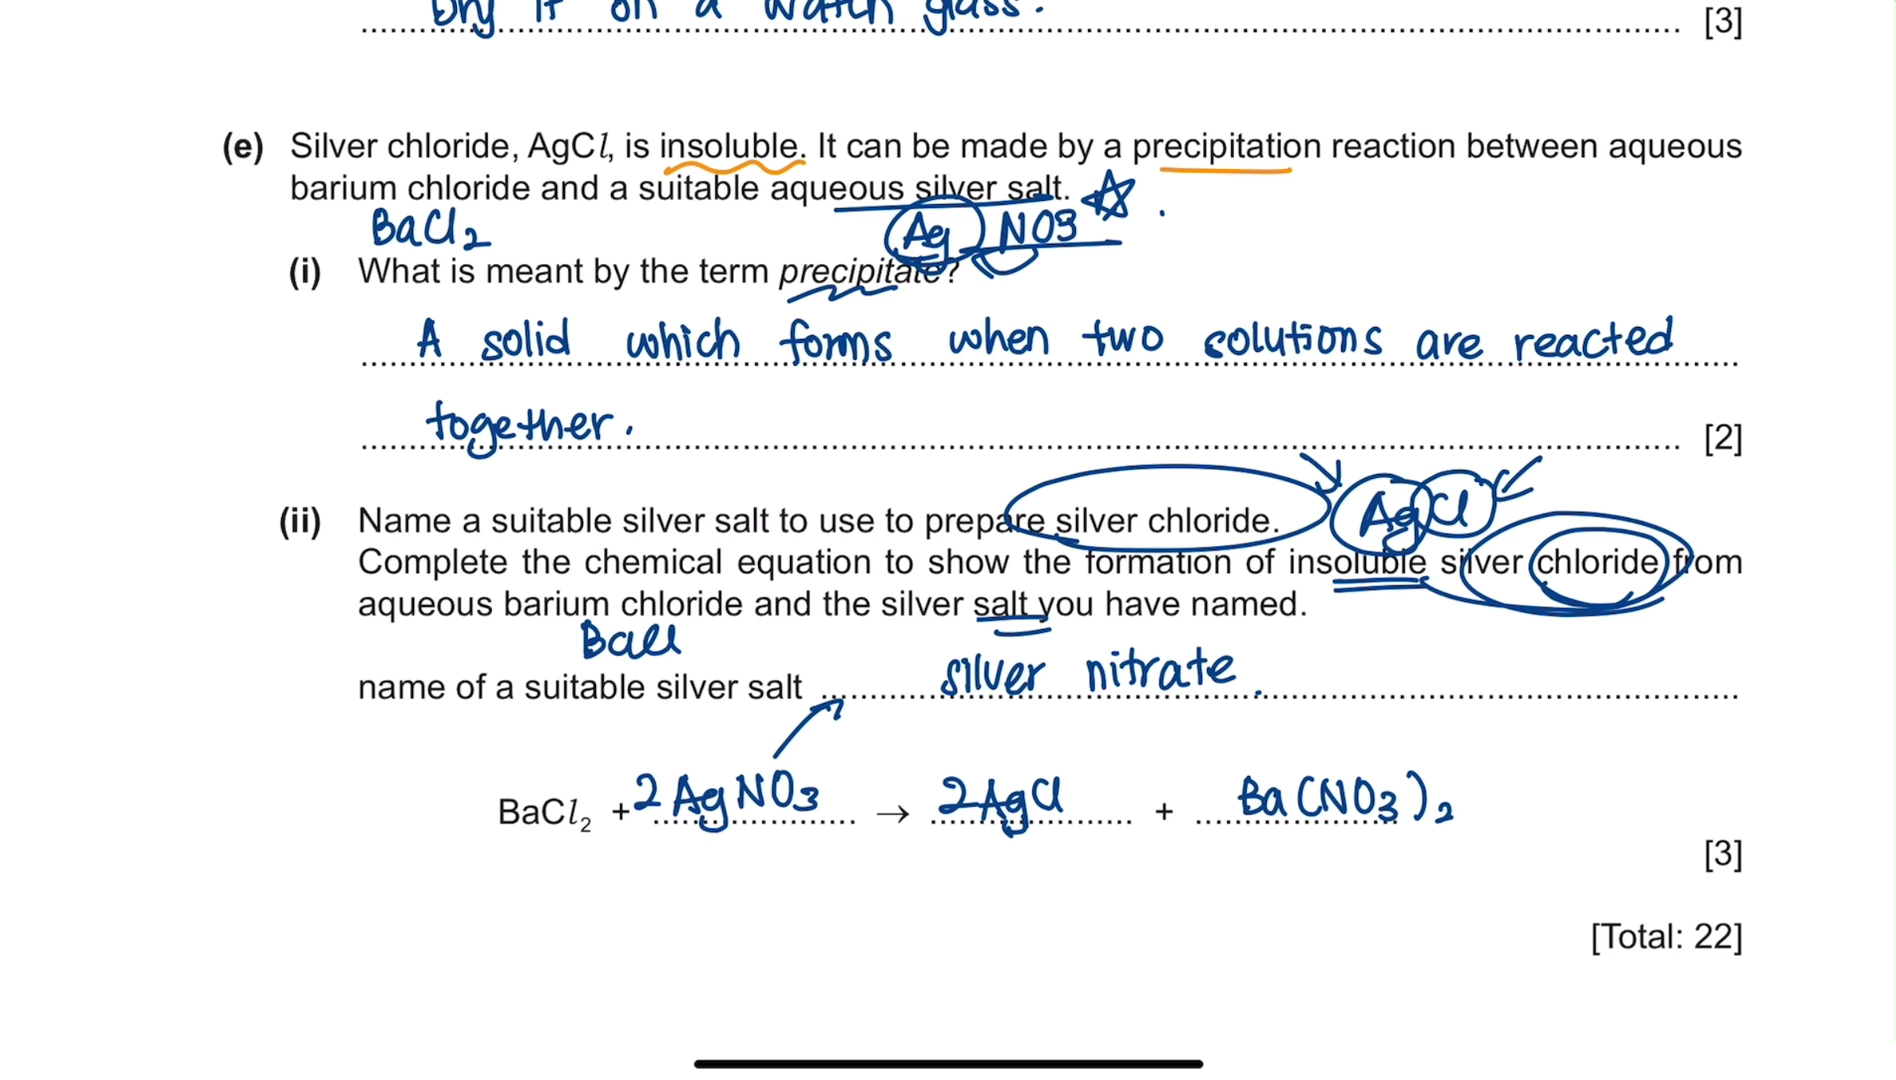 Dry it on a watch glass.
[3]
(e) Silver chloride, AgCl, is insoluble. It can be made by a precipitation reaction between aqueous
barium chloride and a suitable aqueous silver salt.
BaCl2 Ag NO3
(i) What is meant by the term precipitate?
A solid which forms when two solutions are reacted
together. [2]
(ii) Name a suitable silver salt to use to prepare silver chloride. AgCl
Complete the chemical equation to show the formation of insoluble silver chloride from
aqueous barium chloride and the silver salt you have named.
BaCl
name of a suitable silver salt silver nitrate.
BaCl₂ + 2AgNO3 → 2AgCl + Ba(NO3)2
[3]
[Total: 22]